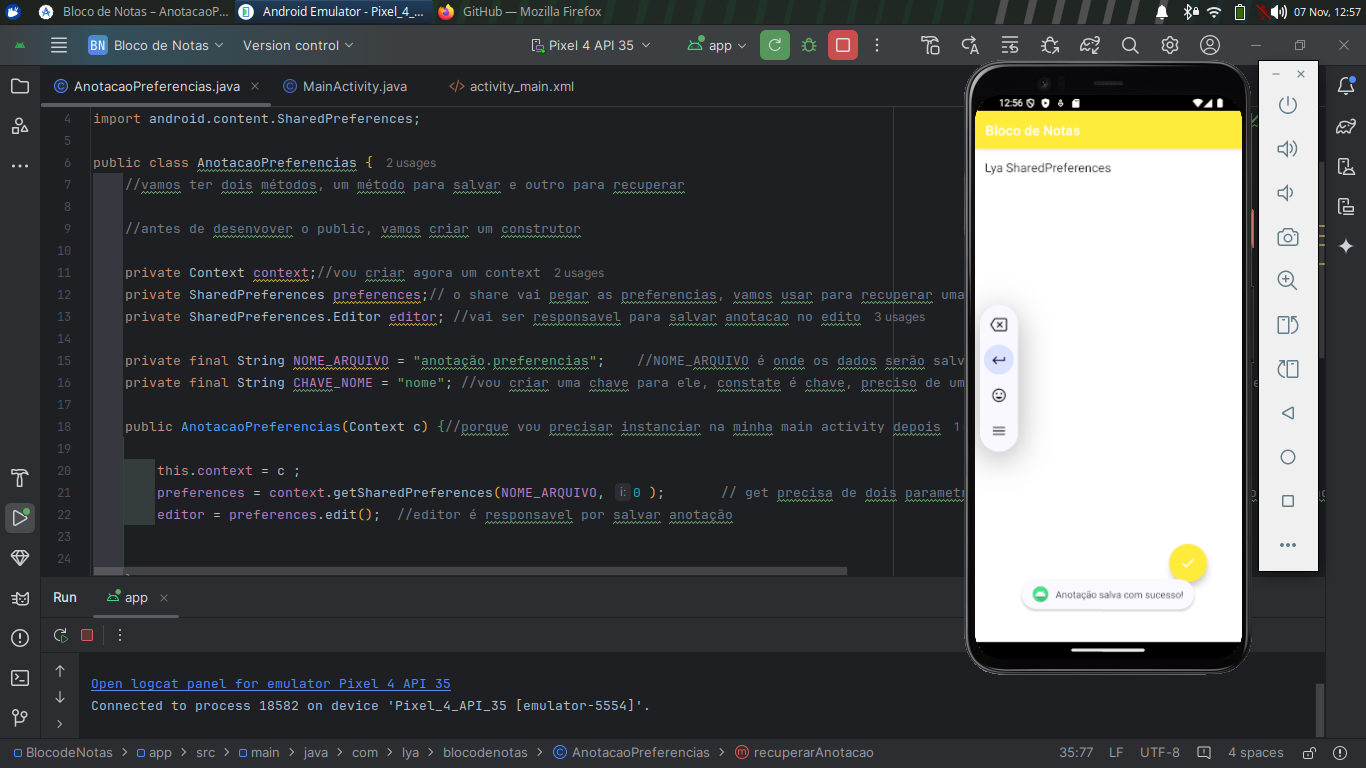 Bloco de Notas – AnotacaoP...
Android Emulator - Pixel_4_...
GitHub — Mozilla Firefox
07 Nov, 12:57
BN Bloco de Notas
Version control
Pixel 4 API 35
app
AnotacaoPreferencias.java
MainActivity.java
activity_main.xml
4 import android.content.SharedPreferences;
5
6 public class AnotacaoPreferencias { 2 usages
7 //vamos ter dois métodos, um método para salvar e outro para recuperar
8
9 //antes de desenvover o public, vamos criar um construtor
10
11 private Context context;//vou criar agora um context 2 usages
12 private SharedPreferences preferences;// o share vai pegar as preferencias, vamos usar para recuperar uma
13 private SharedPreferences.Editor editor; //vai ser responsavel para salvar anotacao no edito 3 usages
14
15 private final String NOME_ARQUIVO = "anotação.preferencias"; //NOME_ARQUIVO é onde os dados serão salv
16 private final String CHAVE_NOME = "nome"; //vou criar uma chave para ele, constate é chave, preciso de um
17
18 public AnotacaoPreferencias(Context c) {//porque vou precisar instanciar na minha main activity depois 1
19
20 this.context = c ;
21 preferences = context.getSharedPreferences(NOME_ARQUIVO, i: 0 ); // get precisa de dois parametr
22 editor = preferences.edit(); //editor é responsavel por salvar anotação
23
24
12:56
Bloco de Notas
Lya SharedPreferences
Anotação salva com sucesso!
Run
app
Open logcat panel for emulator Pixel 4 API 35
Connected to process 18582 on device 'Pixel_4_API_35 [emulator-5554]'.
BlocodeNotas > app > src > main > java > com > lya > blocodenotas > AnotacaoPreferencias > recuperarAnotacao
35:77 LF UTF-8 4 spaces